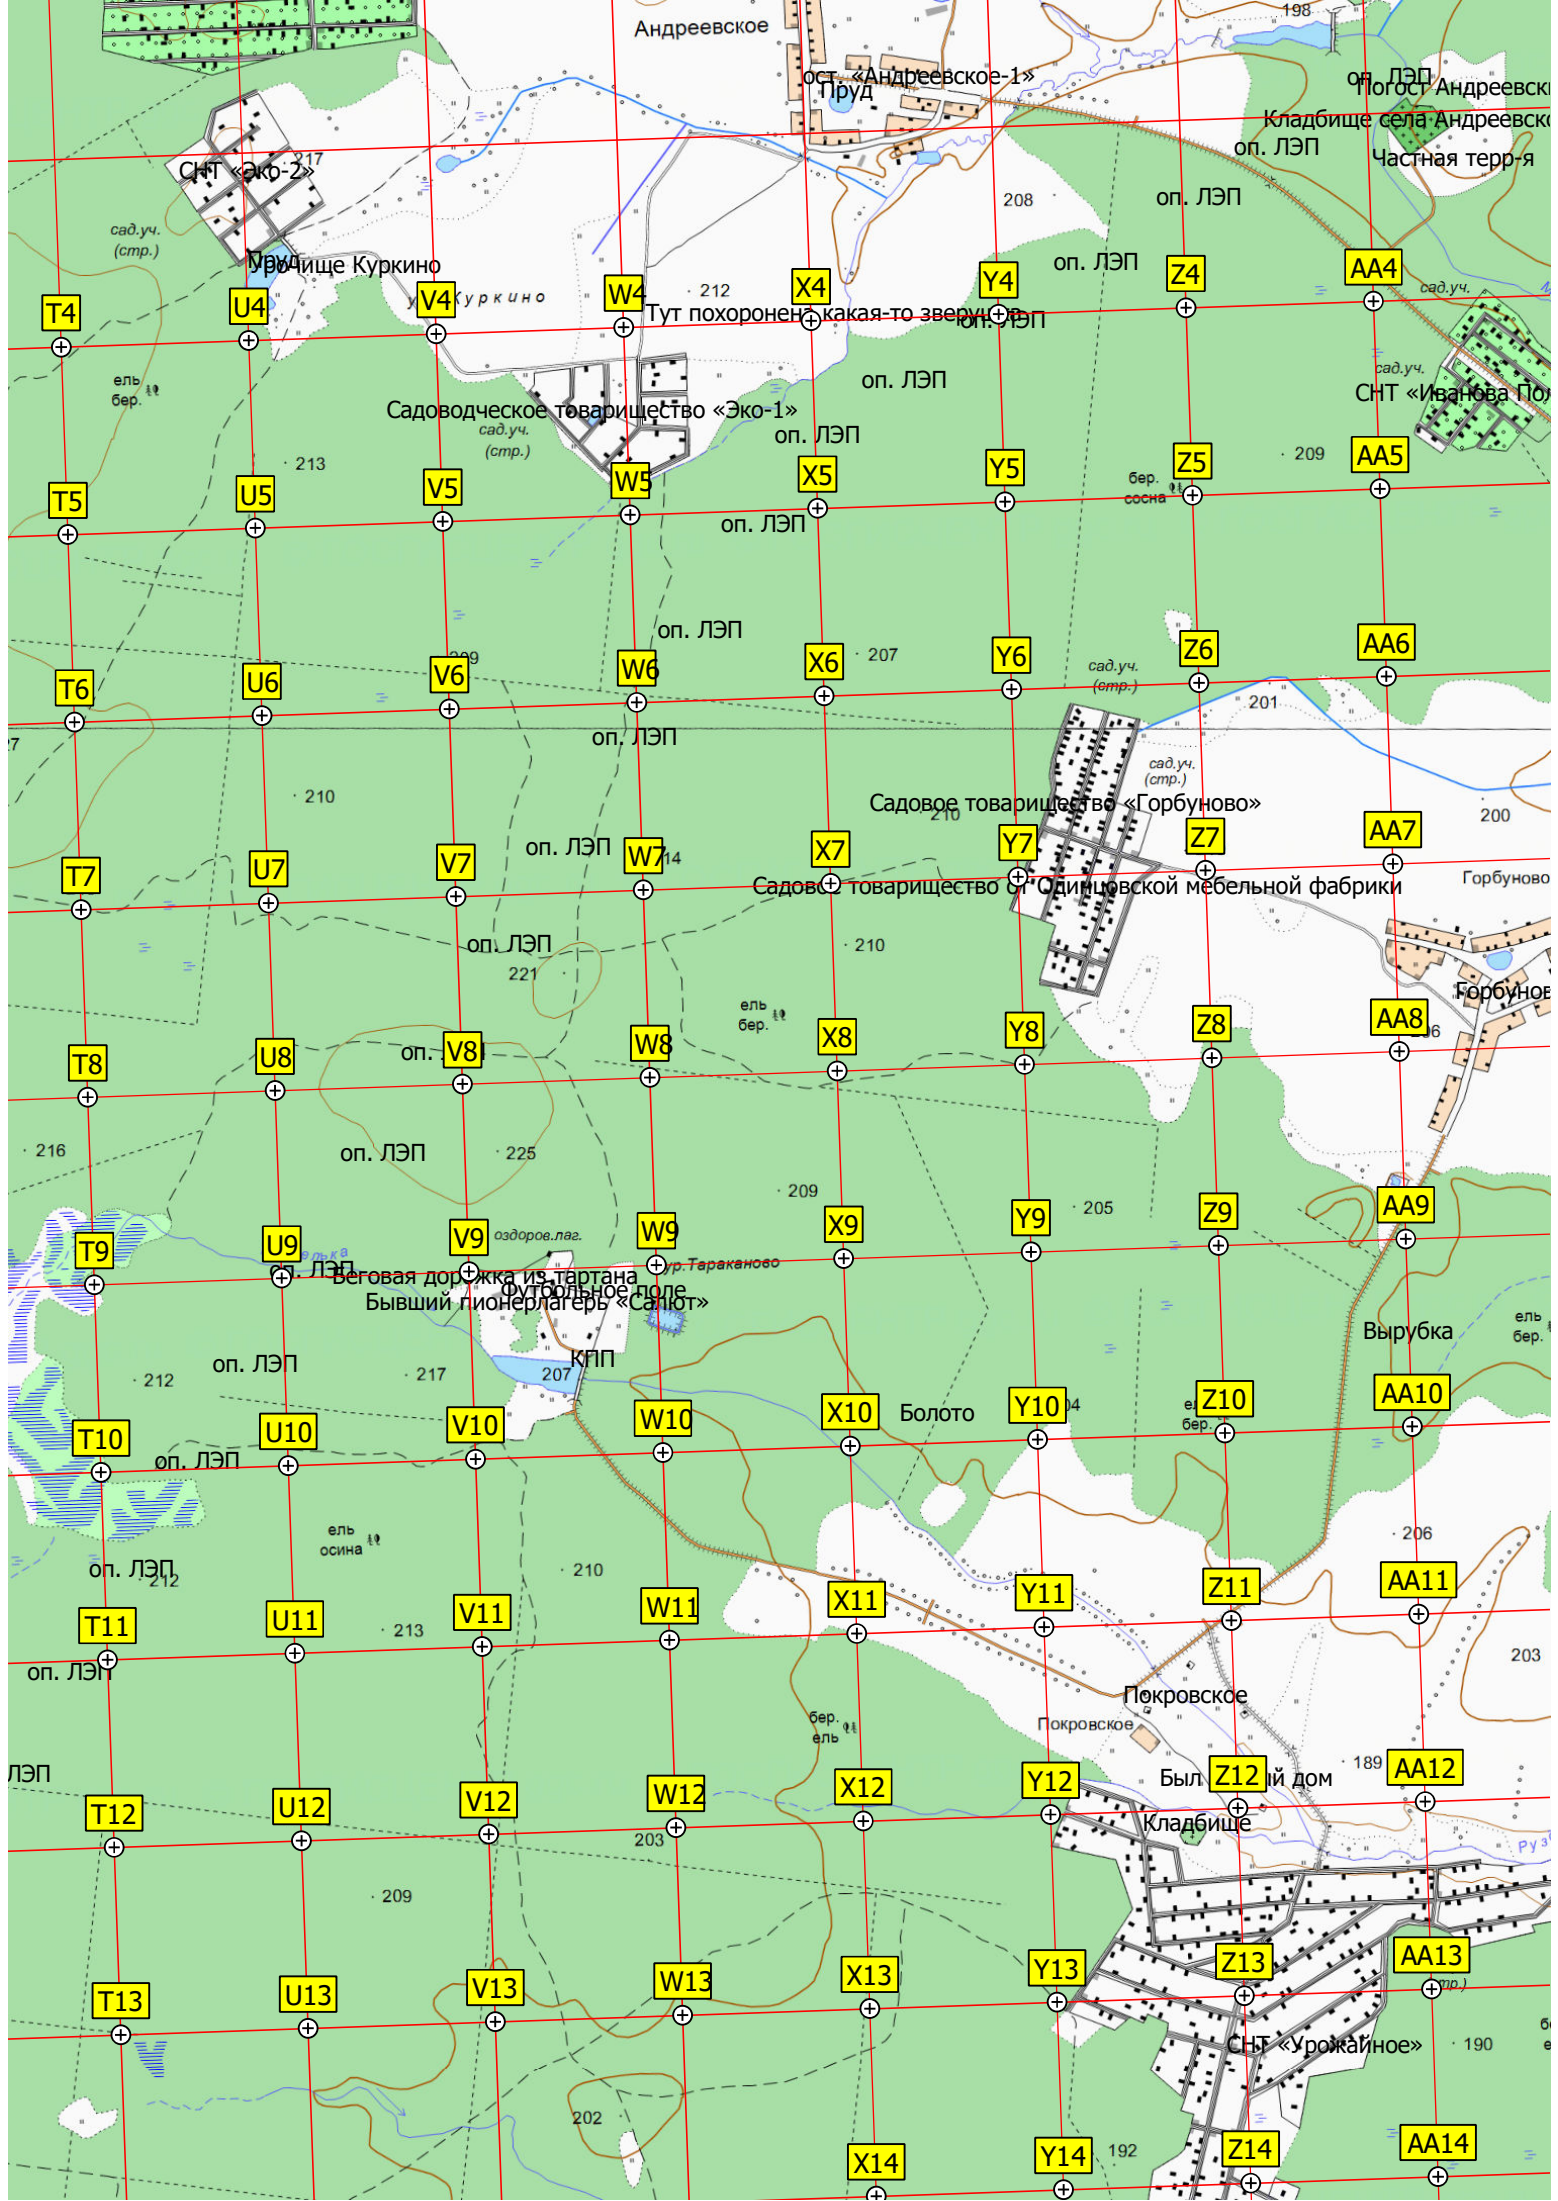 198
Андреевское
ост. «Андреевское-1»
Пруд
оп. ЛЭП
Погост Андреевск
Кладбище села Андреевск
оп. ЛЭП
Частная терр-я
217
СНТ «Эко-2»
208
оп. ЛЭП
сад.уч.
(стр.)
Пруд
Урочище Куркино
оп. ЛЭП
Z4
AA4
Y4
X4
212
W4
V4
U4
T4
Куркино
сад.уч.
Тут похоронена какая-то
оп. ЛЭП
ель
бер.
оп. ЛЭП
сад.уч.
СНТ «Иванова
Садоводческое товарищество «Эко-1»
сад.уч.
(стр.)
оп. ЛЭП
213
209
T5
U5
V5
W5
X5
Y5
Z5
AA5
бер.
сосна
оп. ЛЭП
оп. ЛЭП
207
T6
U6
V6
W6
X6
Y6
Z6
AA6
сад.уч.
(стр.)
201
оп. ЛЭП
сад.уч.
(стр.)
210
Садовое товарищество «Горбуново»
210
200
оп. ЛЭП
T7
U7
V7
W7
X7
Y7
Z7
AA7
Садовое товарищество от Одинцовской мебельной фабрики
Горбуново
оп. ЛЭП
210
221
ель
бер.
T8
U8
V8
W8
X8
Y8
Z8
AA8
оп.
216
оп. ЛЭП
225
209
205
T9
U9
V9
W9
X9
Y9
Z9
AA9
оздоров.лаг.
оп. ЛЭП
ур.Тараканово
Беговая дорожка из тартана
Футбольное поле
Бывший пионерлагерь «Салют»
ель
бер.
Вырубка
оп. ЛЭП
КПП
212
217
207
T10
U10
V10
W10
X10
Болото
Y10
Z10
AA10
бер.
оп. ЛЭП
ель
осина
206
оп. ЛЭП
212
210
T11
U11
V11
W11
X11
Y11
Z11
AA11
213
203
оп. ЛЭП
Покровское
бер.
ель
Покровское
ЛЭП
189
T12
U12
V12
W12
X12
Y12
Z12
AA12
дом
Кладбище
203
209
T13
U13
V13
W13
X13
Y13
Z13
AA13
СНТ «Урожайное»
190
202
192
X14
Y14
Z14
AA14